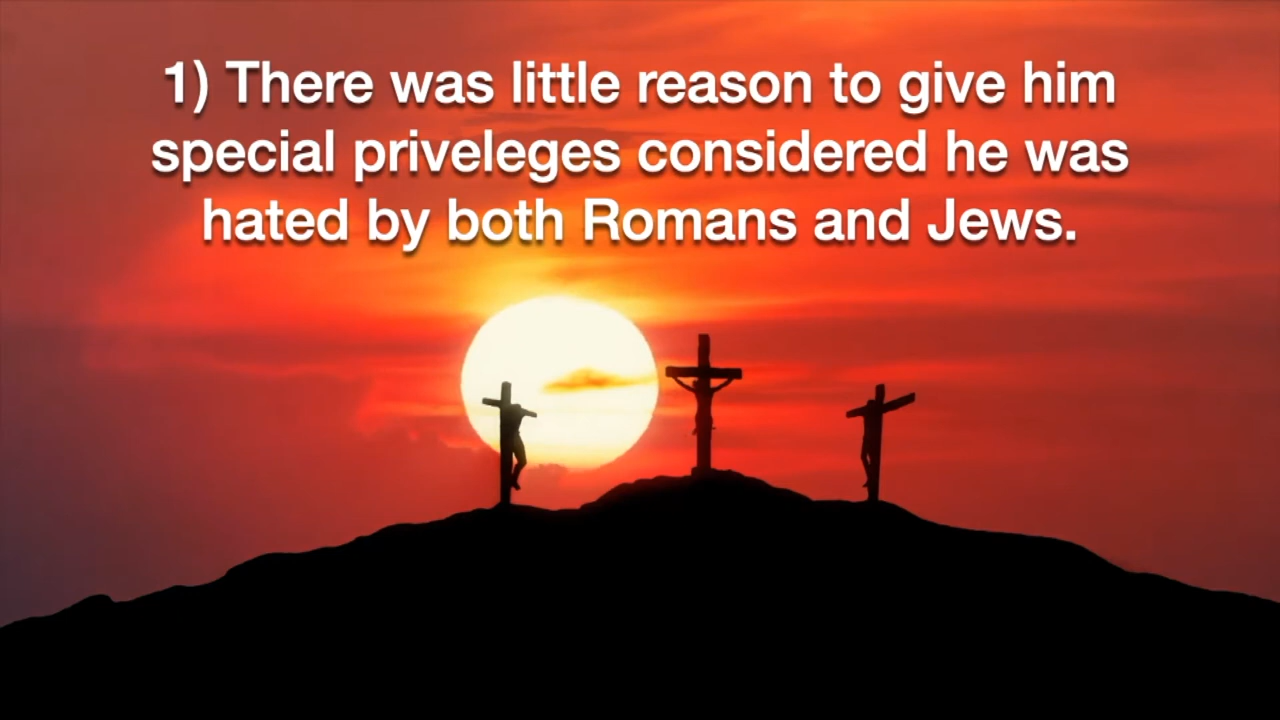 1) There was little reason to give him
special priveleges considered he was
hated by both Romans and Jews.